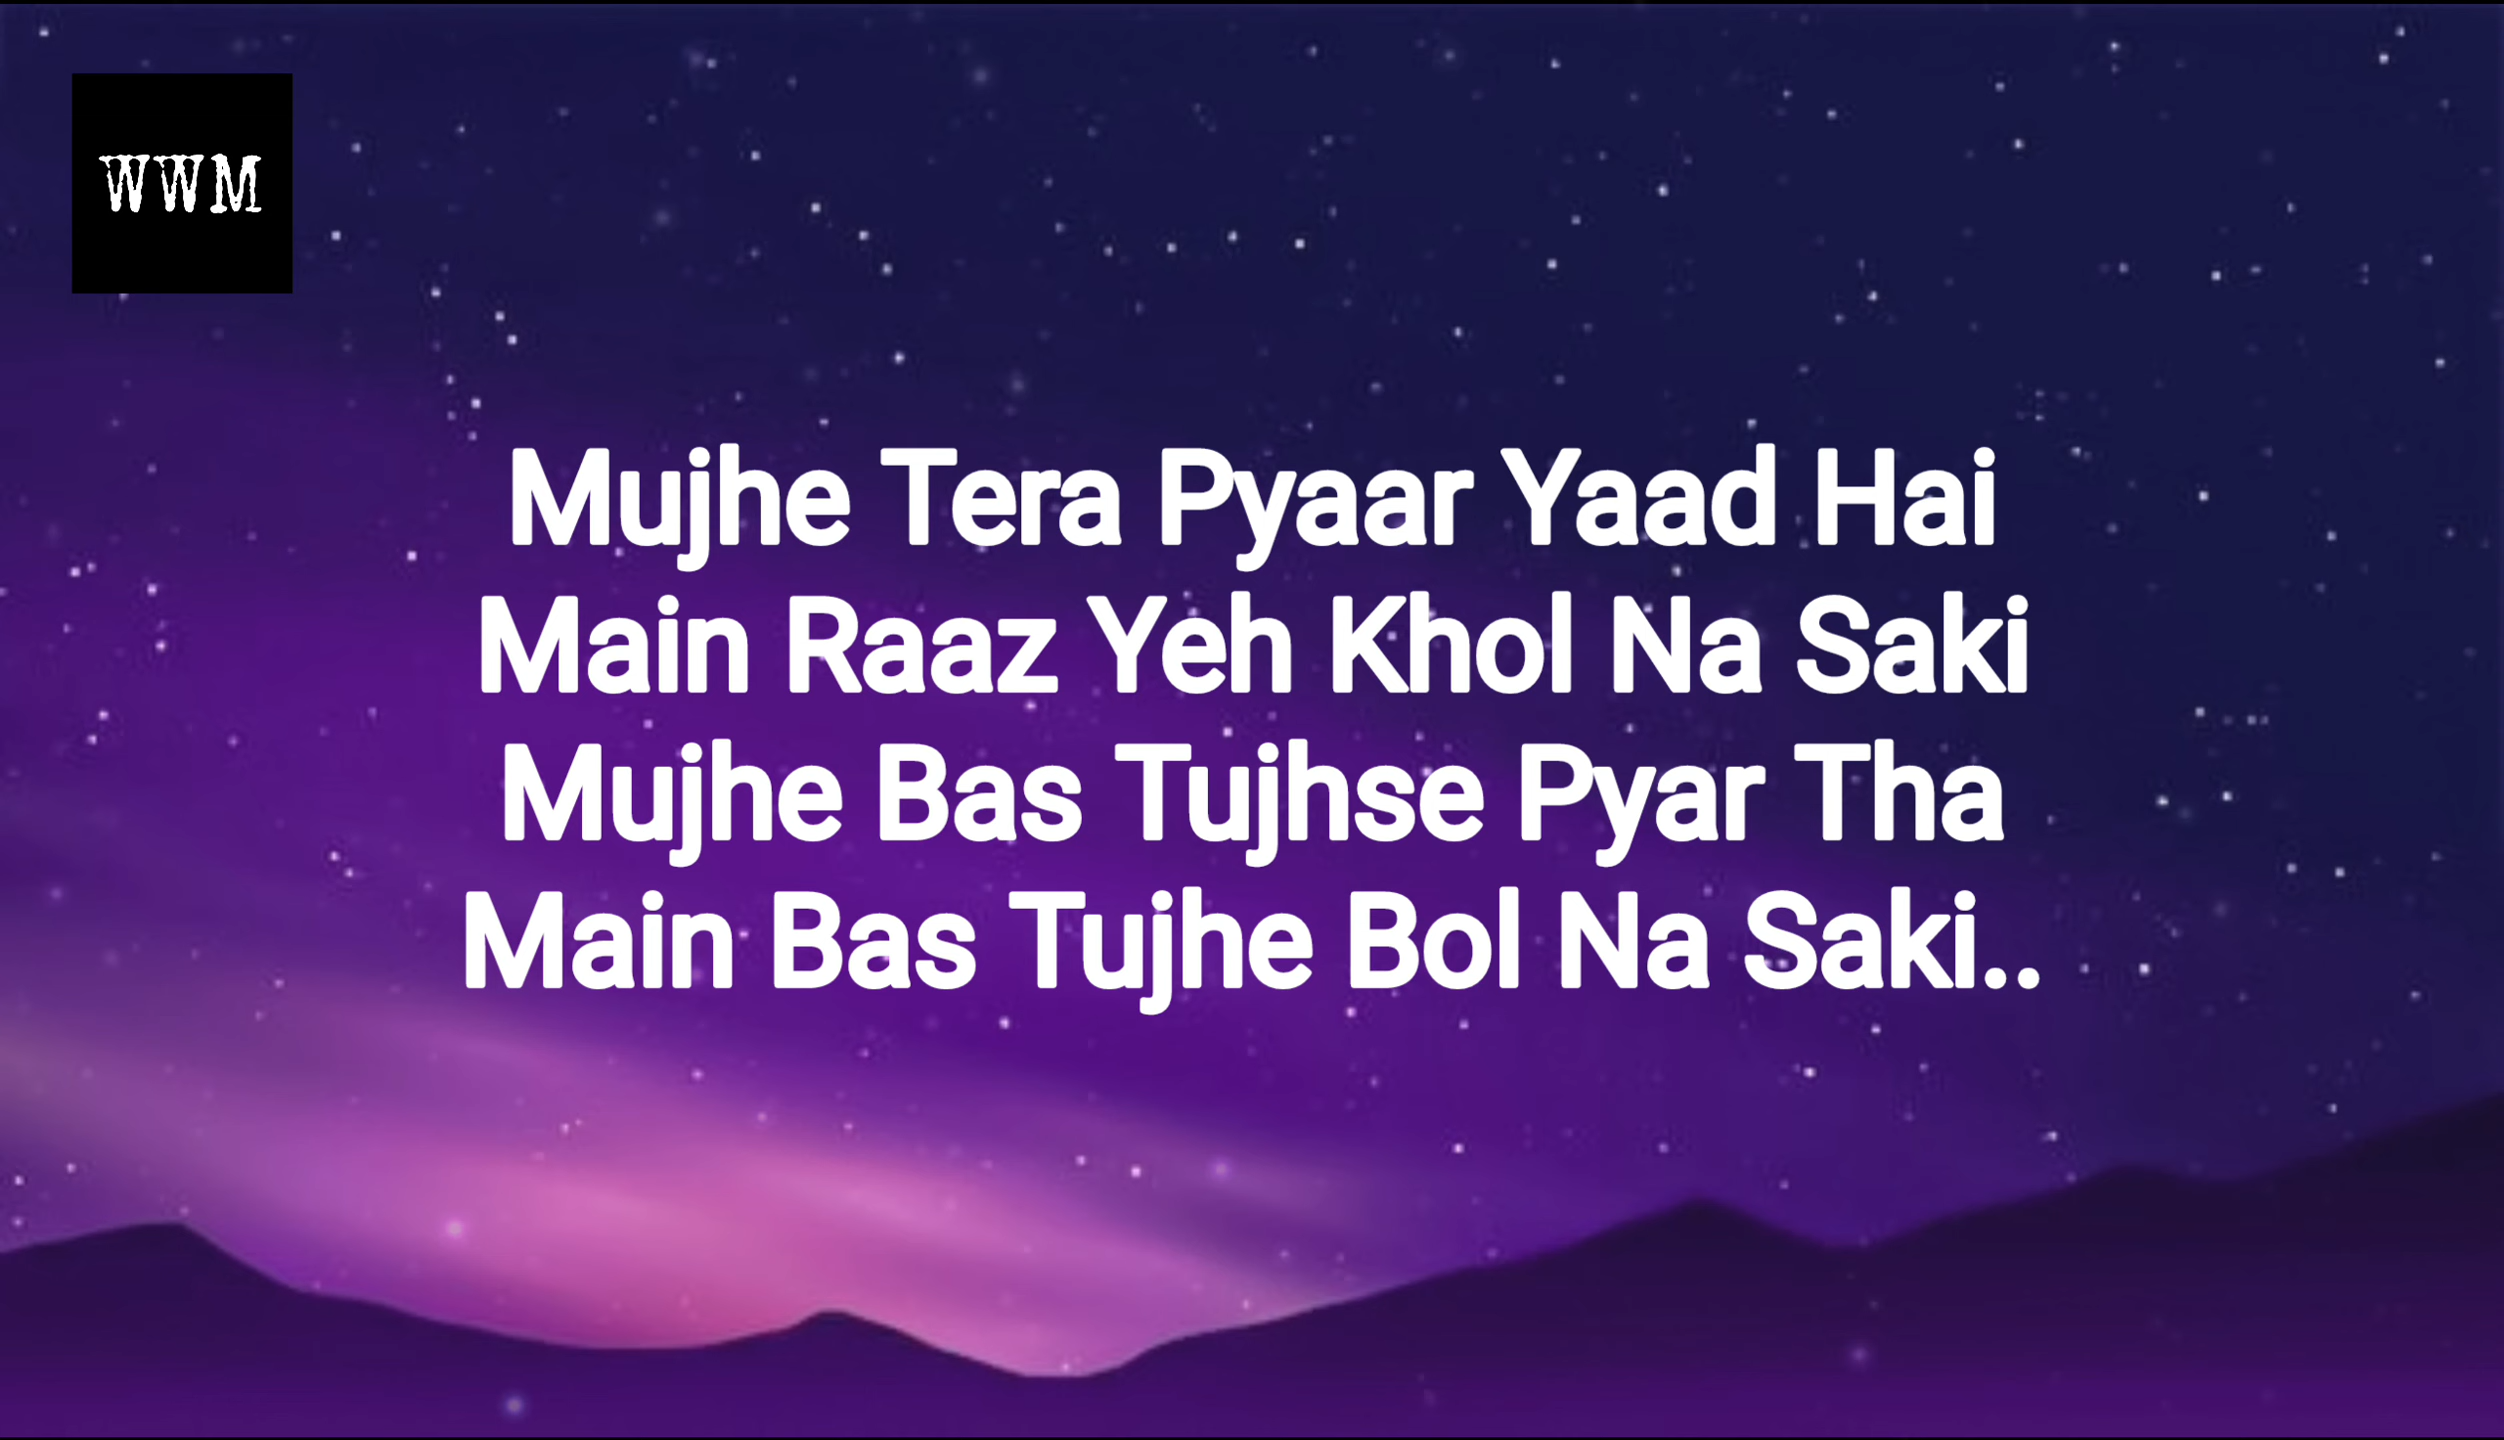 WWM
Mujhe Tera Pyaar Yaad Hai
Main Raaz Yeh Khol Na Saki
Mujhe Bas Tujhse Pyar Tha
Main Bas Tujhe Bol Na Saki..